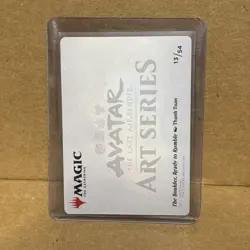 MAGIC
THE GATHERING
AVATAR
THE LAST AIRBENDER
ART SERIES
The Boulder, Ready to Rumble
Thanh Tuan
13/54